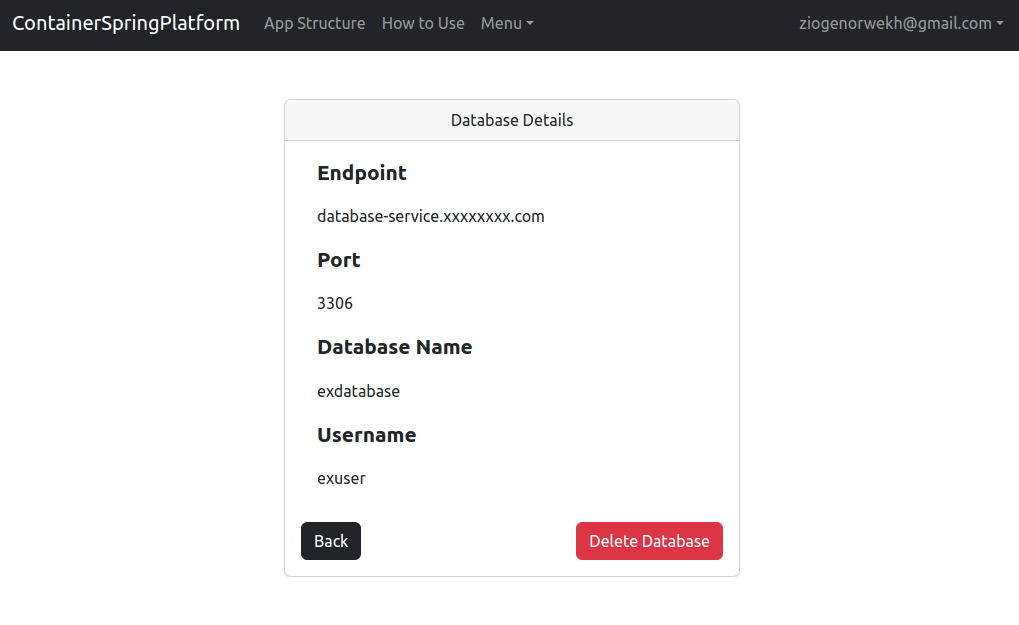 ContainerSpringPlatform App Structure How to Use Menu ziogenorwekh@gmail.com
Database Details
Endpoint
database-service.xxxxxxxx.com
Port
3306
Database Name
exdatabase
Username
exuser
Back Delete Database